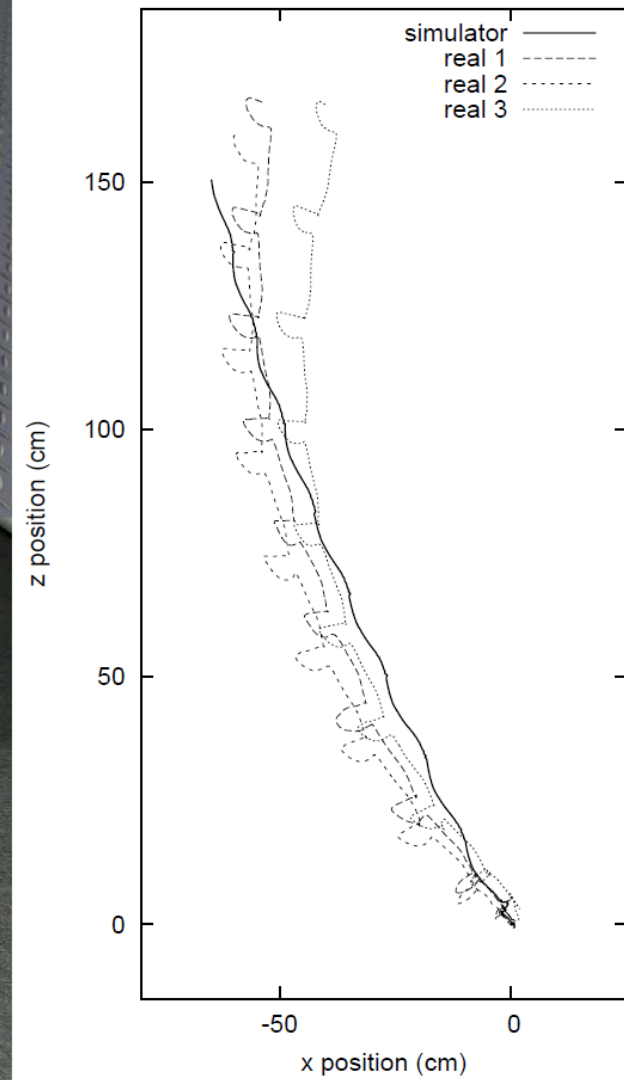 simulator
real 1
real 2
real 3
150
100
50
0
z position (cm)
-50 0
x position (cm)